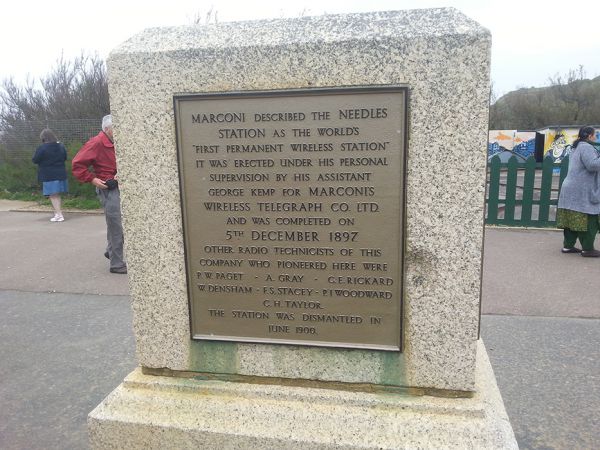 MARCONI DESCRIBED THE NEEDLES
STATION AS THE WORLD'S
"FIRST PERMANENT WIRELESS STATION"
IT WAS ERECTED UNDER HIS PERSONAL
SUPERVISION BY HIS ASSISTANT
GEORGE KEMP FOR MARCONI'S
WIRELESS TELEGRAPH CO. LTD.
AND WAS COMPLETED ON
5TH DECEMBER 1897
OTHER RADIO TECHNICISTS OF THIS
COMPANY WHO PIONEERED HERE WERE
P.W. PAGET - A. GRAY - C.E. RICKARD
W. DENSHAM - F.S. STACEY - P.J. WOODWARD
C.H. TAYLOR.
THE STATION WAS DISMANTLED IN
JUNE 1900.